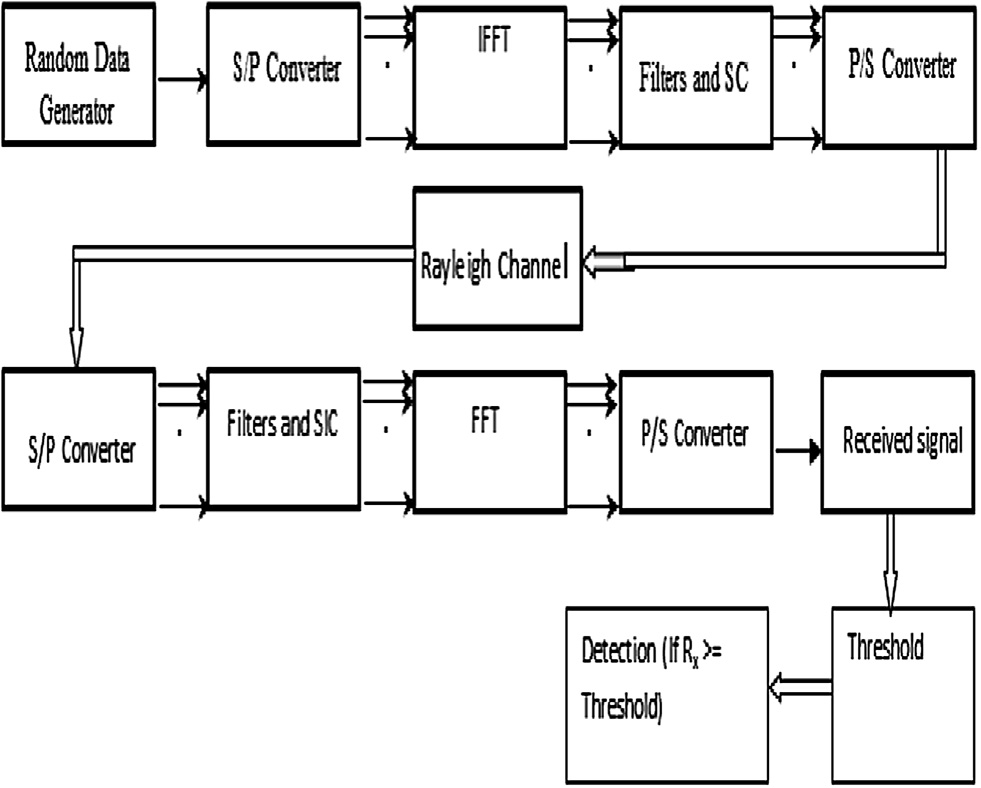 Random Data
Generator
S/P Converter
IFFT
Filters and SC
P/S Converter
Rayleigh Channel
S/P Converter
Filters and SIC
FFT
P/S Converter
Received signal
Detection (If Rx >=
Threshold)
Threshold